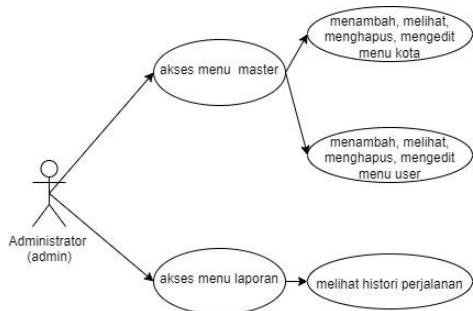 menambah, melihat,
menghapus, mengedit
menu kota
akses menu master
menambah, melihat,
menghapus, mengedit
menu user
Administrator
(admin)
akses menu laporan
melihat histori perjalanan